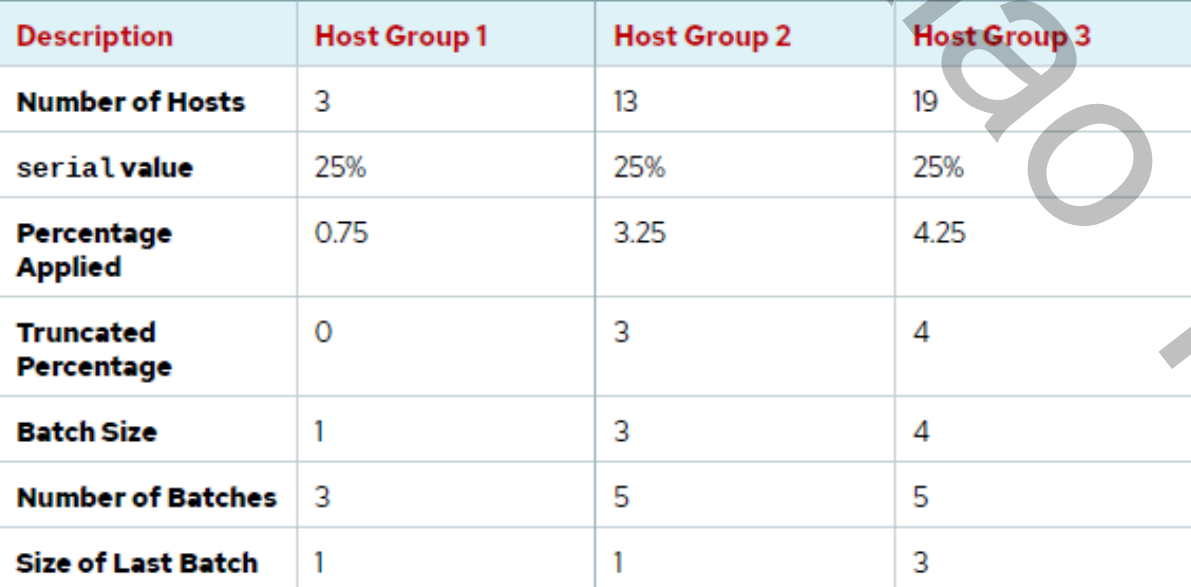 Description Host Group 1 Host Group 2 Host Group 3
Number of Hosts 3 13 19
serial value 25% 25% 25%
Percentage Applied 0.75 3.25 4.25
Truncated Percentage 0 3 4
Batch Size 1 3 4
Number of Batches 3 5 5
Size of Last Batch 1 1 3